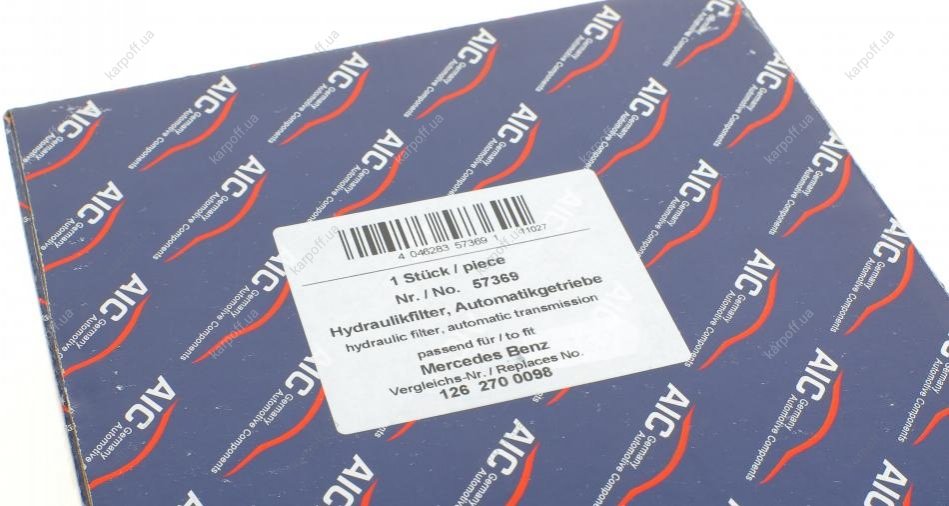 4 046283 57369 1
1 Stück / piece
Nr. / No. 57369
Hydraulikfilter, Automatikgetriebe
hydraulic filter, automatic transmission
passend für / to fit
Mercedes Benz
Vergleichs-Nr. / Replaces No.
126 270 0098
AIC
Germany
Automotive Components
karpoff.ua